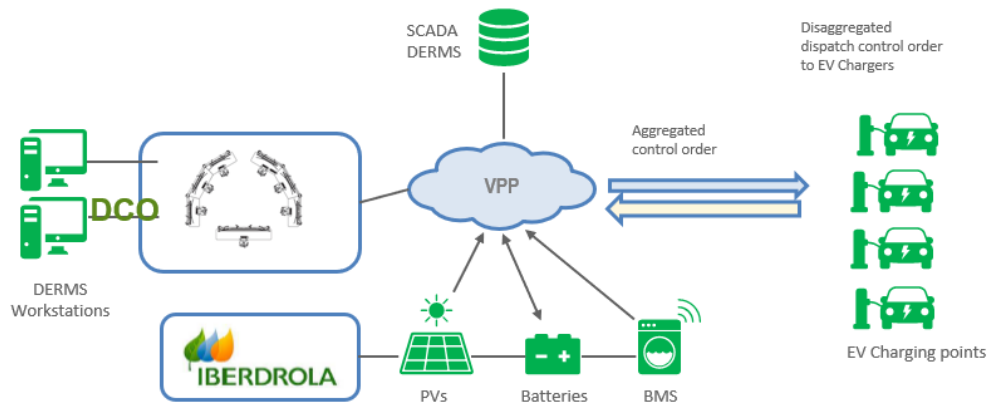 SCADA
DERMS
Disaggregated
dispatch control order
to EV Chargers
Aggregated
control order
VPP
DCO
DERMS
Workstations
IBERDROLA
PVs
Batteries
BMS
EV Charging points